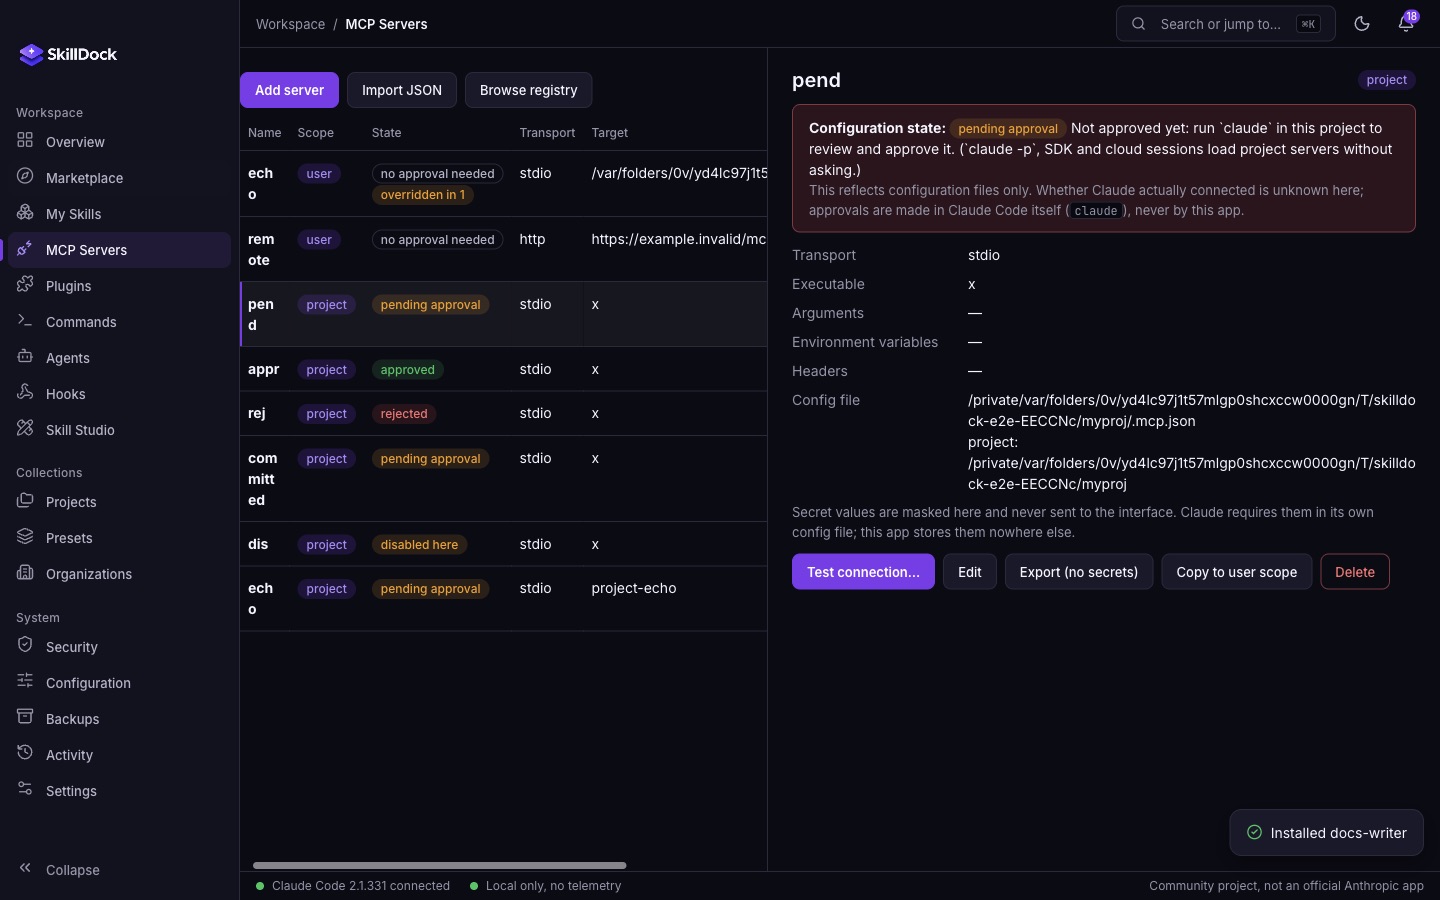 SkillDock
Workspace / MCP Servers
Search or jump to... ⌘K
18
Workspace
Overview
Marketplace
My Skills
MCP Servers
Plugins
Commands
Agents
Hooks
Skill Studio
Collections
Projects
Presets
Organizations
System
Security
Configuration
Backups
Activity
Settings
Collapse
Add server Import JSON Browse registry
Name Scope State Transport Target
ech
o
user
no approval needed
overridden in 1
stdio
/var/folders/0v/yd4lc97j1t5
rem
ote
user
no approval needed
http
https://example.invalid/mc
pen
d
project
pending approval
stdio
x
appr project approved stdio x
rej project rejected stdio x
com
mitt
ed
project
pending approval
stdio
x
dis project disabled here stdio x
ech
o
project
pending approval
stdio
project-echo
pend project
Configuration state: pending approval Not approved yet: run `claude` in this project to
review and approve it. (`claude -p`, SDK and cloud sessions load project servers without
asking.)
This reflects configuration files only. Whether Claude actually connected is unknown here;
approvals are made in Claude Code itself (claude), never by this app.
Transport stdio
Executable x
Arguments —
Environment variables —
Headers —
Config file /private/var/folders/0v/yd4lc97j1t57mlgp0shcxccw0000gn/T/skilldo
ck-e2e-EECCNc/myproj/.mcp.json
project:
/private/var/folders/0v/yd4lc97j1t57mlgp0shcxccw0000gn/T/skilldo
ck-e2e-EECCNc/myproj
Secret values are masked here and never sent to the interface. Claude requires them in its own
config file; this app stores them nowhere else.
Test connection... Edit Export (no secrets) Copy to user scope Delete
Installed docs-writer
Claude Code 2.1.331 connected Local only, no telemetry Community project, not an official Anthropic app